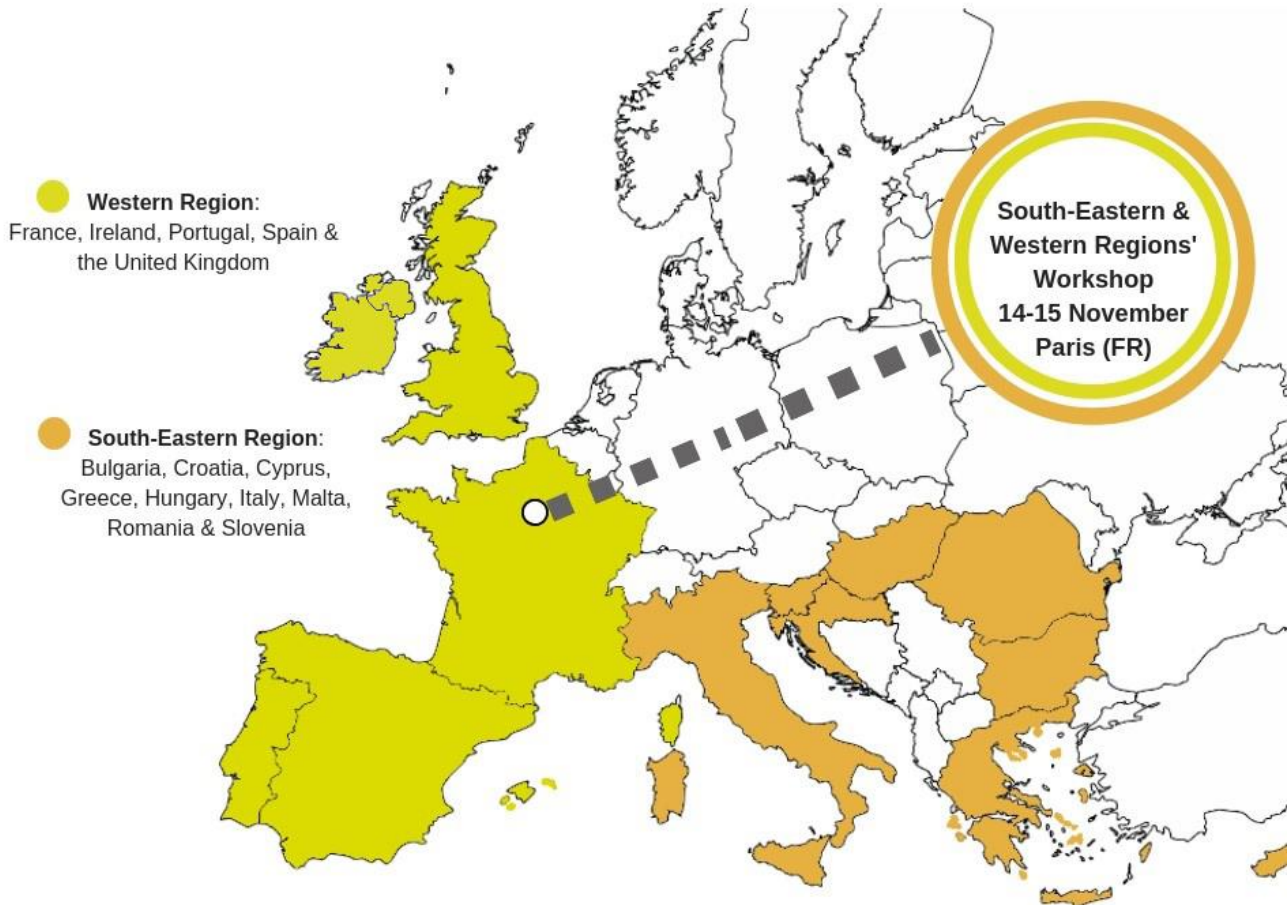 Western Region:
France, Ireland, Portugal, Spain &
the United Kingdom
South-Eastern Region:
Bulgaria, Croatia, Cyprus,
Greece, Hungary, Italy, Malta,
Romania & Slovenia
South-Eastern &
Western Regions'
Workshop
14-15 November
Paris (FR)